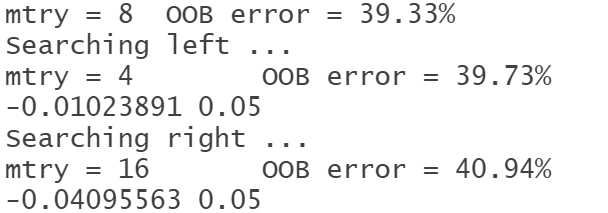 mtry = 8  OOB error = 39.33%
Searching left ...
mtry = 4        OOB error = 39.73%
-0.01023891 0.05
Searching right ...
mtry = 16       OOB error = 40.94%
-0.04095563 0.05